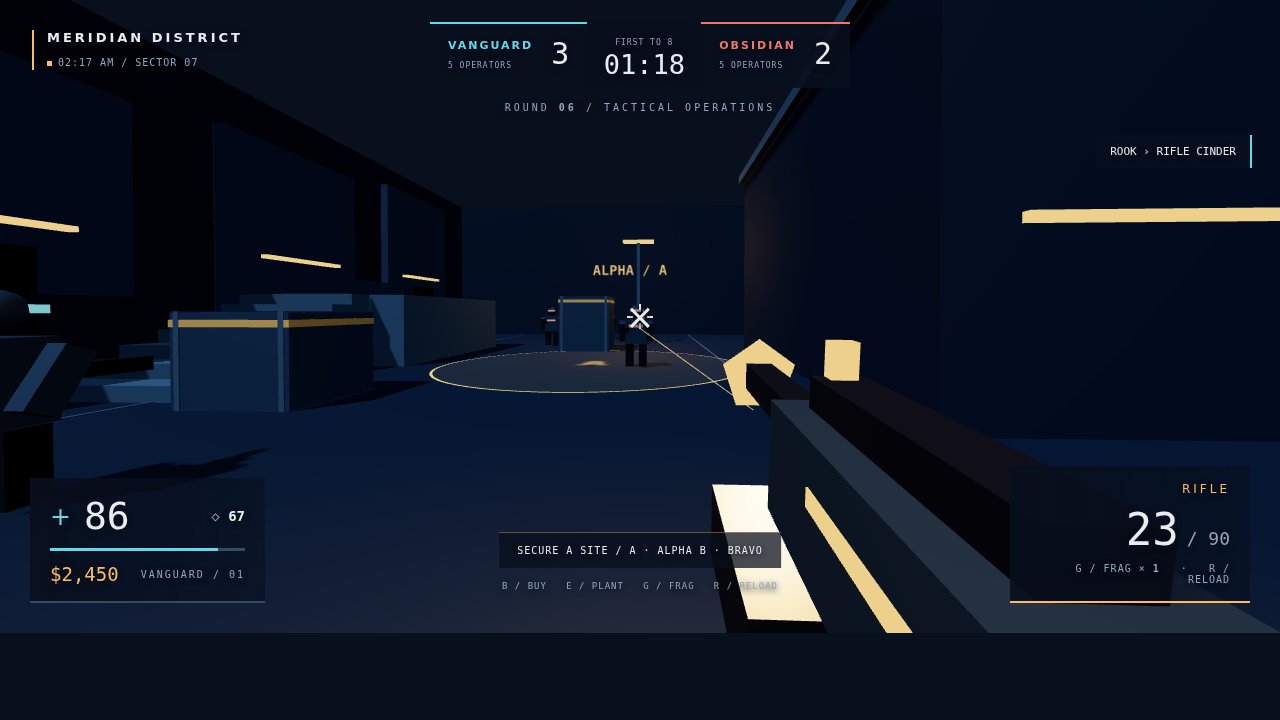 MERIDIAN DISTRICT
02:17 AM / SECTOR 07
VANGUARD
5 OPERATORS
3
FIRST TO 8
01:18
OBSIDIAN
5 OPERATORS
2
ROUND 06 / TACTICAL OPERATIONS
ROOK › RIFLE CINDER
ALPHA / A
+ 86
◇ 67
$2,450
VANGUARD / 01
SECURE A SITE / A · ALPHA B · BRAVO
B / BUY E / PLANT G / FRAG R / RELOAD
RIFLE
23 / 90
G / FRAG × 1 · R /
RELOAD